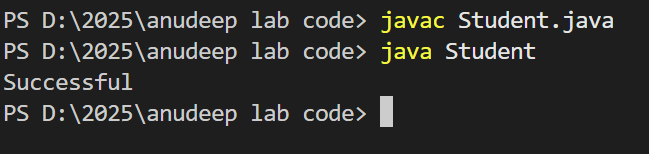 PS D:\2025\anudeep lab code> javac Student.java
PS D:\2025\anudeep lab code> java Student
Successful
PS D:\2025\anudeep lab code>